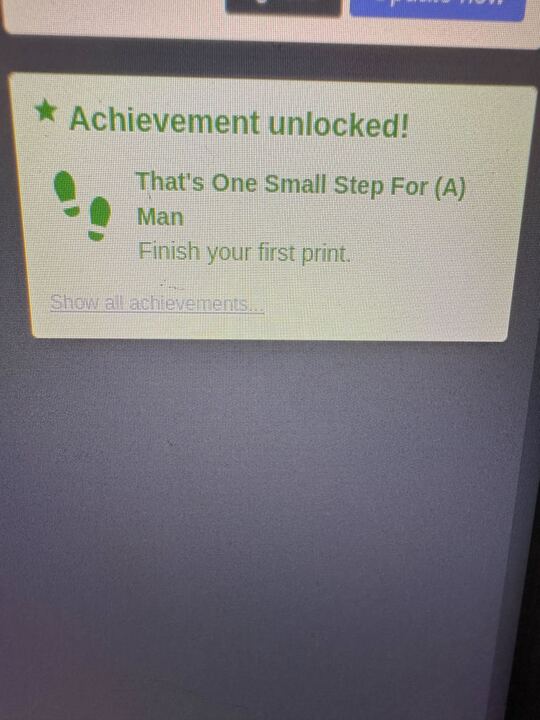 Achievement unlocked!
That's One Small Step For (A)
Man
Finish your first print.
Show all achievements...